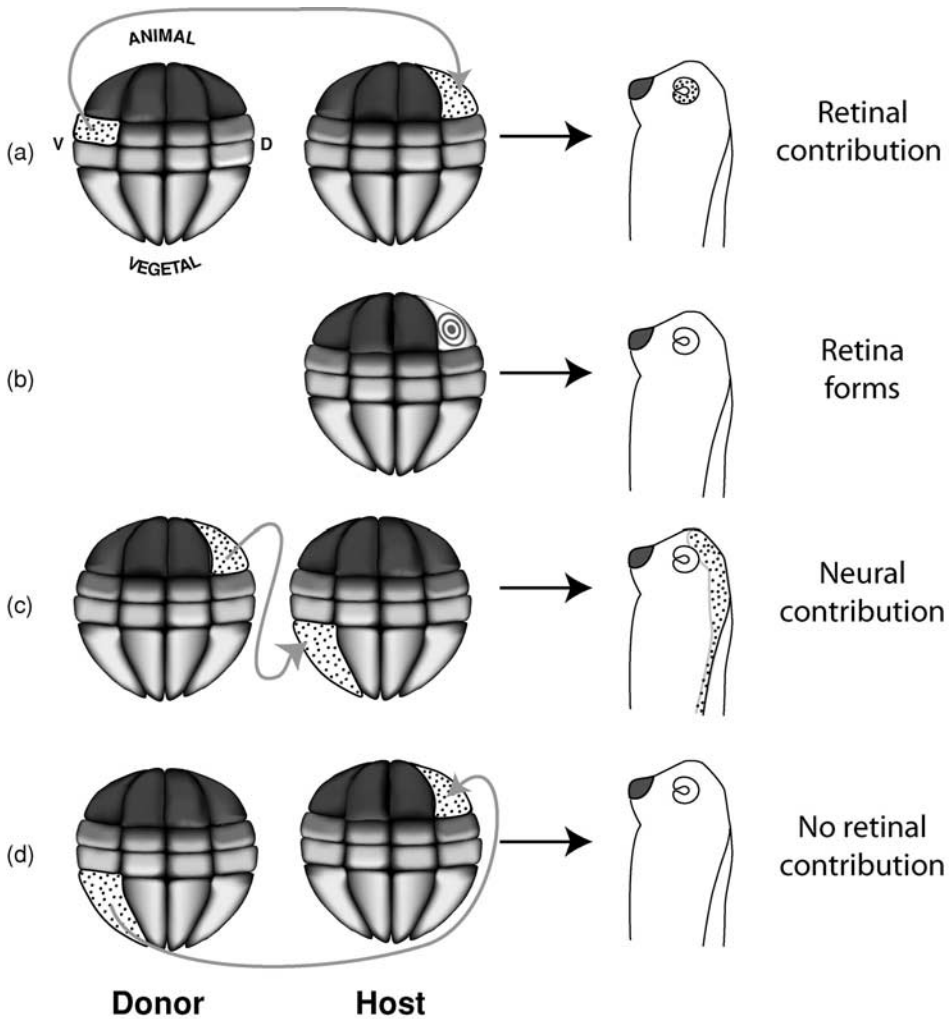 ANIMAL
(a)
V
D
VEGETAL
Retinal
contribution
(b)
Retina
forms
(c)
Neural
contribution
(d)
No retinal
contribution
Donor
Host